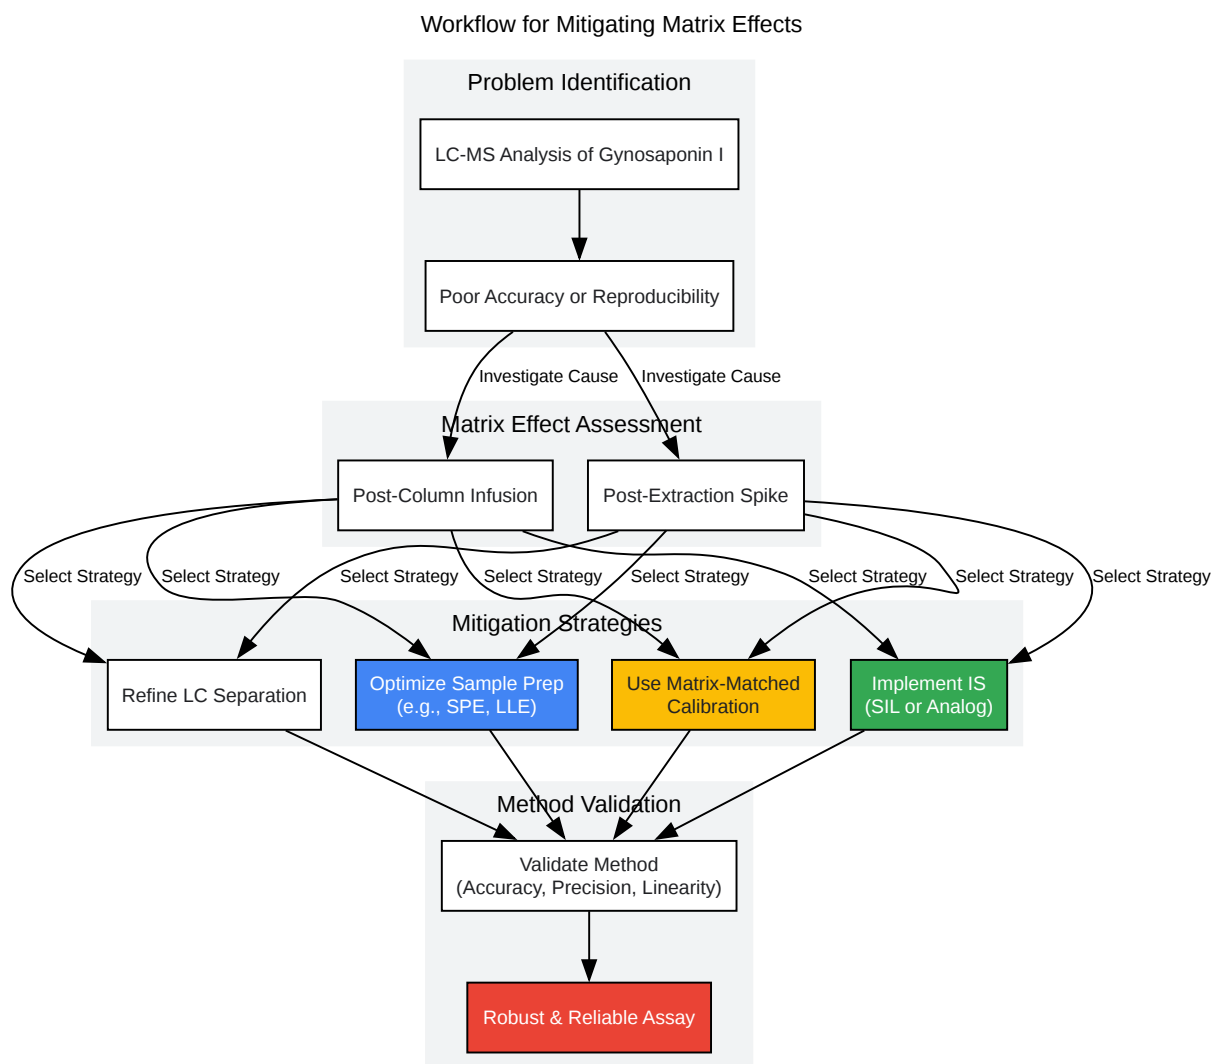 Workflow for Mitigating Matrix Effects
Problem Identification
LC-MS Analysis of Gynosaponin I
Poor Accuracy or Reproducibility
Investigate Cause
Investigate Cause
Matrix Effect Assessment
Post-Column Infusion
Post-Extraction Spike
Select Strategy
Select Strategy
Select Strategy
Select Strategy
Select Strategy
Select Strategy
Select Strategy
Select Strategy
Mitigation Strategies
Refine LC Separation
Optimize Sample Prep
(e.g., SPE, LLE)
Use Matrix-Matched
Calibration
Implement IS
(SIL or Analog)
Method Validation
Validate Method
(Accuracy, Precision, Linearity)
Robust & Reliable Assay